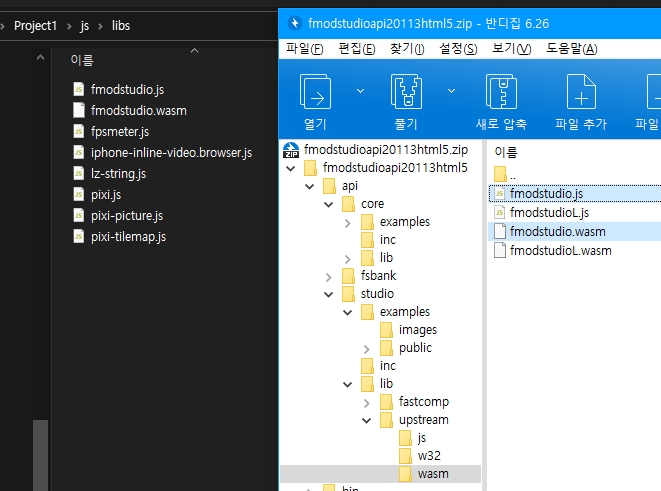 Project1 > js > libs
이름
fmodstudio.js
fmodstudio.wasm
fpsmeter.js
iphone-inline-video.browser.js
lz-string.js
pixi.js
pixi-picture.js
pixi-tilemap.js
fmodstudioapi20113html5.zip - 반디집 6.26
파일(F) 편집(E) 찾기(I) 설정(S) 보기(V) 도움말(A)
열기 풀기 새로 압축 파일 추가 파일
ZIP fmodstudioapi20113html5.zip
fmodstudioapi20113html5
api
core
examples
inc
lib
fsbank
studio
examples
images
public
inc
lib
fastcomp
upstream
js
w32
wasm
bin
이름
..
fmodstudio.js
fmodstudioL.js
fmodstudio.wasm
fmodstudioL.wasm